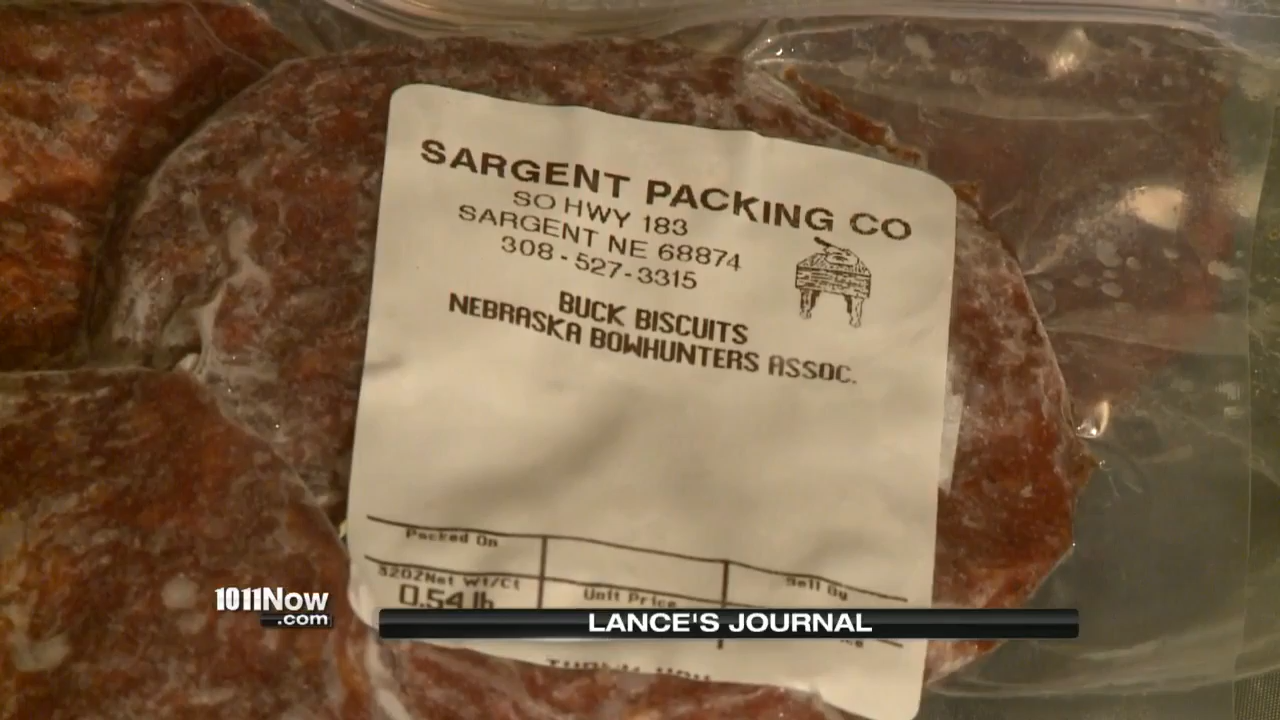 SARGENT PACKING CO
SO HWY 183
SARGENT NE 68874
308-527-3315
BUCK BISCUITS
NEBRASKA BOWHUNTERS ASSOC.
Packed On
Net Wt/Ct
Unit Price
Sell By
0.54 lb
1011Now
.com
LANCE'S JOURNAL